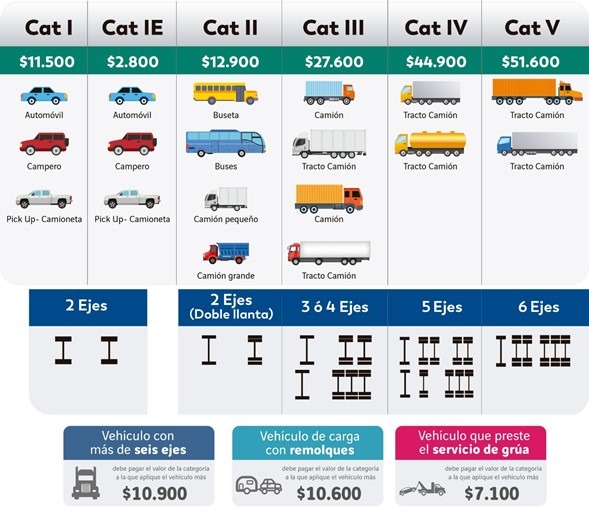 Cat I Cat IE Cat II Cat III Cat IV Cat V
$11.500 $2.800 $12.900 $27.600 $44.900 $51.600
Automóvil Automóvil Buseta Camión Tracto Camión Tracto Camión
Campero Campero Buses Tracto Camión Tracto Camión Tracto Camión
Pick Up- Camioneta Pick Up- Camioneta Camión pequeño Camión
Camión grande Tracto Camión
2 Ejes 2 Ejes 3 ó 4 Ejes 5 Ejes 6 Ejes
(Doble llanta)
Vehículo con
más de seis ejes
debe pagar el valor de la categoria
a la que aplique el vehículo más
$10.900
Vehículo de carga
con remolques
debe pagar el valor de la categoria
a la que aplique el vehículo más
$10.600
Vehículo que preste
el servicio de grúa
debe pagar el valor de la categoria
a la que aplique el vehículo más
$7.100